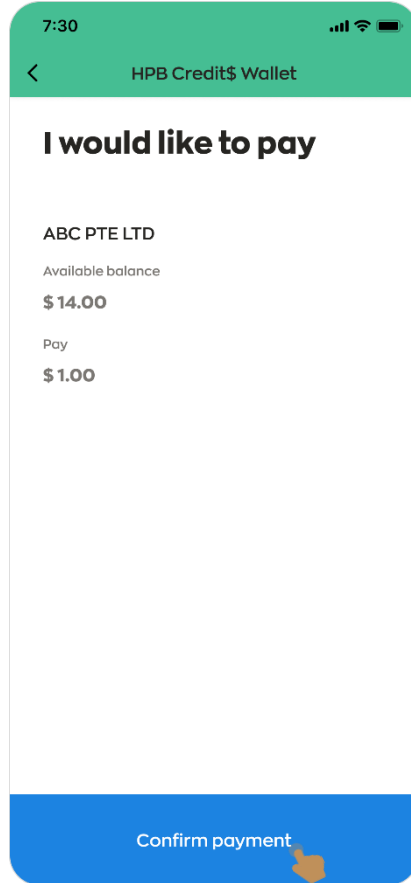 7:30
HPB Credit$ Wallet
I would like to pay
ABC PTE LTD
Available balance
$ 14.00
Pay
$ 1.00
Confirm payment